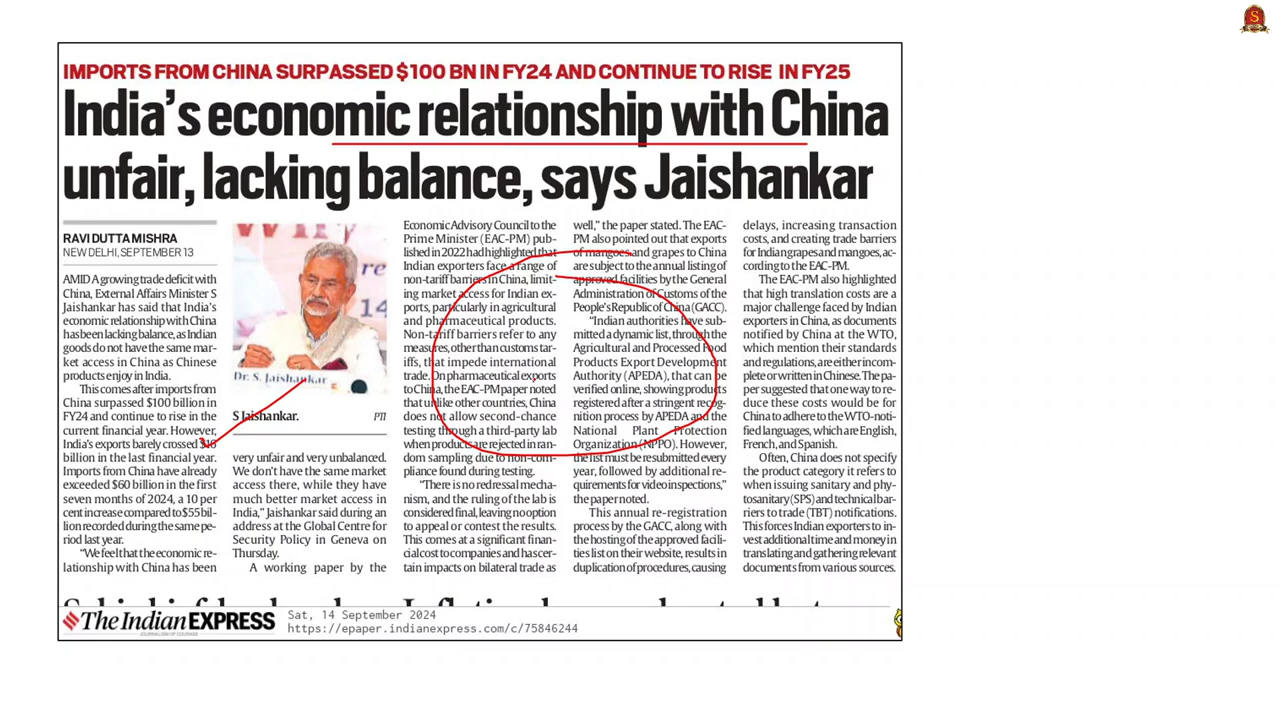 IMPORTS FROM CHINA SURPASSED $100 BN IN FY24 AND CONTINUE TO RISE IN FY25
India's economic relationship with China
unfair, lacking balance, says Jaishankar
RAVI DUTTA MISHRA
NEW DELHI, SEPTEMBER 13
AMID A growing trade deficit with
China, External Affairs Minister S
Jaishankar has said that India's
economic relationship with China
has been lacking balance, as Indian
goods do not have the same mar-
ket access in China as Chinese
products enjoy in India.
This comes after imports from
China surpassed $100 billion in
FY24 and continue to rise in the
current financial year. However,
India's exports barely crossed $16
billion in the last financial year.
Imports from China have already
exceeded $60 billion in the first
seven months of 2024, a 10 per
cent increase compared to $55 bil-
lion recorded during the same pe-
riod last year.
"We feel that the economic re-
lationship with China has been
Dr. S. Jaishankar
S Jaishankar. PTI
very unfair and very unbalanced.
We don't have the same market
access there, while they have
much better market access in
India," Jaishankar said during an
address at the Global Centre for
Security Policy in Geneva on
Thursday.
A working paper by the
Economic Advisory Council to the
Prime Minister (EAC-PM) pub-
lished in 2022 had highlighted that
Indian exporters face a range of
non-tariff barriers in China, limit-
ing market access for Indian ex-
ports, particularly in agricultural
and pharmaceutical products.
Non-tariff barriers refer to any
measures, other than customs tar-
iffs, that impede international
trade. On pharmaceutical exports
to China, the EAC-PM paper noted
that unlike other countries, China
does not allow second-chance
testing through a third-party lab
when products are rejected in ran-
dom sampling due to non-com-
pliance found during testing.
"There is no redressal mecha-
nism, and the ruling of the lab is
considered final, leaving no option
to appeal or contest the results.
This comes at a significant finan-
cial cost to companies and has cer-
tain impacts on bilateral trade as
well," the paper stated. The EAC-
PM also pointed out that exports
of mangoes and grapes to China
are subject to the annual listing of
approved facilities by the General
Administration of Customs of the
People's Republic of China (GACC).
"Indian authorities have sub-
mitted a dynamic list, through the
Agricultural and Processed Food
Products Export Development
Authority (APEDA), that can be
verified online, showing products
registered after a stringent recog-
nition process by APEDA and the
National Plant Protection
Organization (NPPO). However,
the list must be resubmitted every
year, followed by additional re-
quirements for video inspections,"
the paper noted.
This annual re-registration
process by the GACC, along with
the hosting of the approved facili-
ties list on their website, results in
duplication of procedures, causing
delays, increasing transaction
costs, and creating trade barriers
for Indian grapes and mangoes, ac-
cording to the EAC-PM.
The EAC-PM also highlighted
that high translation costs are a
major challenge faced by Indian
exporters in China, as documents
notified by China at the WTO,
which mention their standards
and regulations, are either incom-
plete or written in Chinese. The pa-
per suggested that one way to re-
duce these costs would be for
China to adhere to the WTO-noti-
fied languages, which are English,
French, and Spanish.
Often, China does not specify
the product category it refers to
when issuing sanitary and phy-
tosanitary (SPS) and technical bar-
riers to trade (TBT) notifications.
This forces Indian exporters to in-
vest additional time and money in
translating and gathering relevant
documents from various sources.
The Indian EXPRESS
JOURNALISM OF COURAGE
Sat, 14 September 2024
https://epaper.indianexpress.com/c/75846244